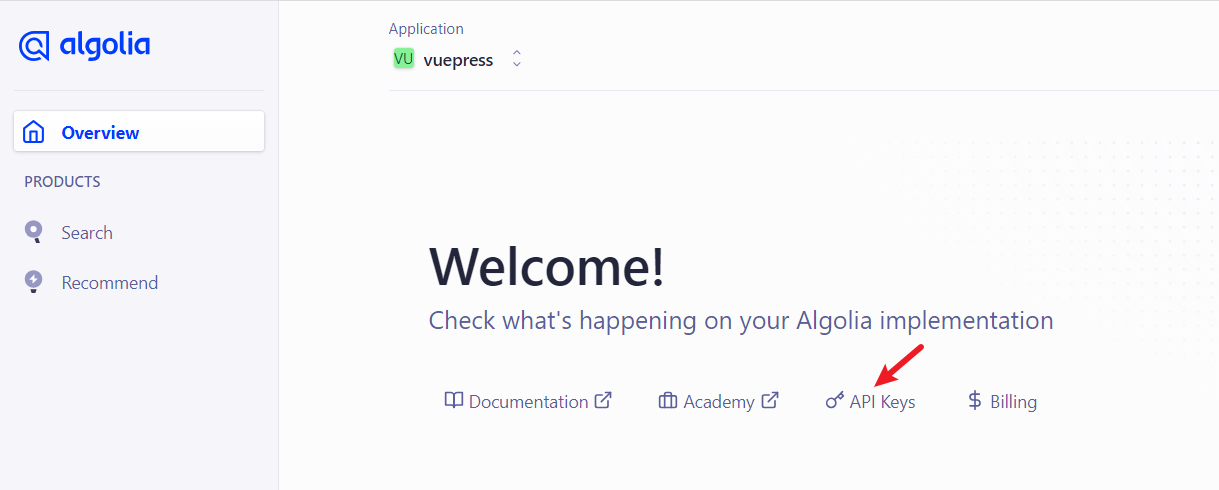 algolia
Application
VU vuepress
Overview
PRODUCTS
Search
Recommend
Welcome!
Check what's happening on your Algolia implementation
Documentation Academy API Keys Billing